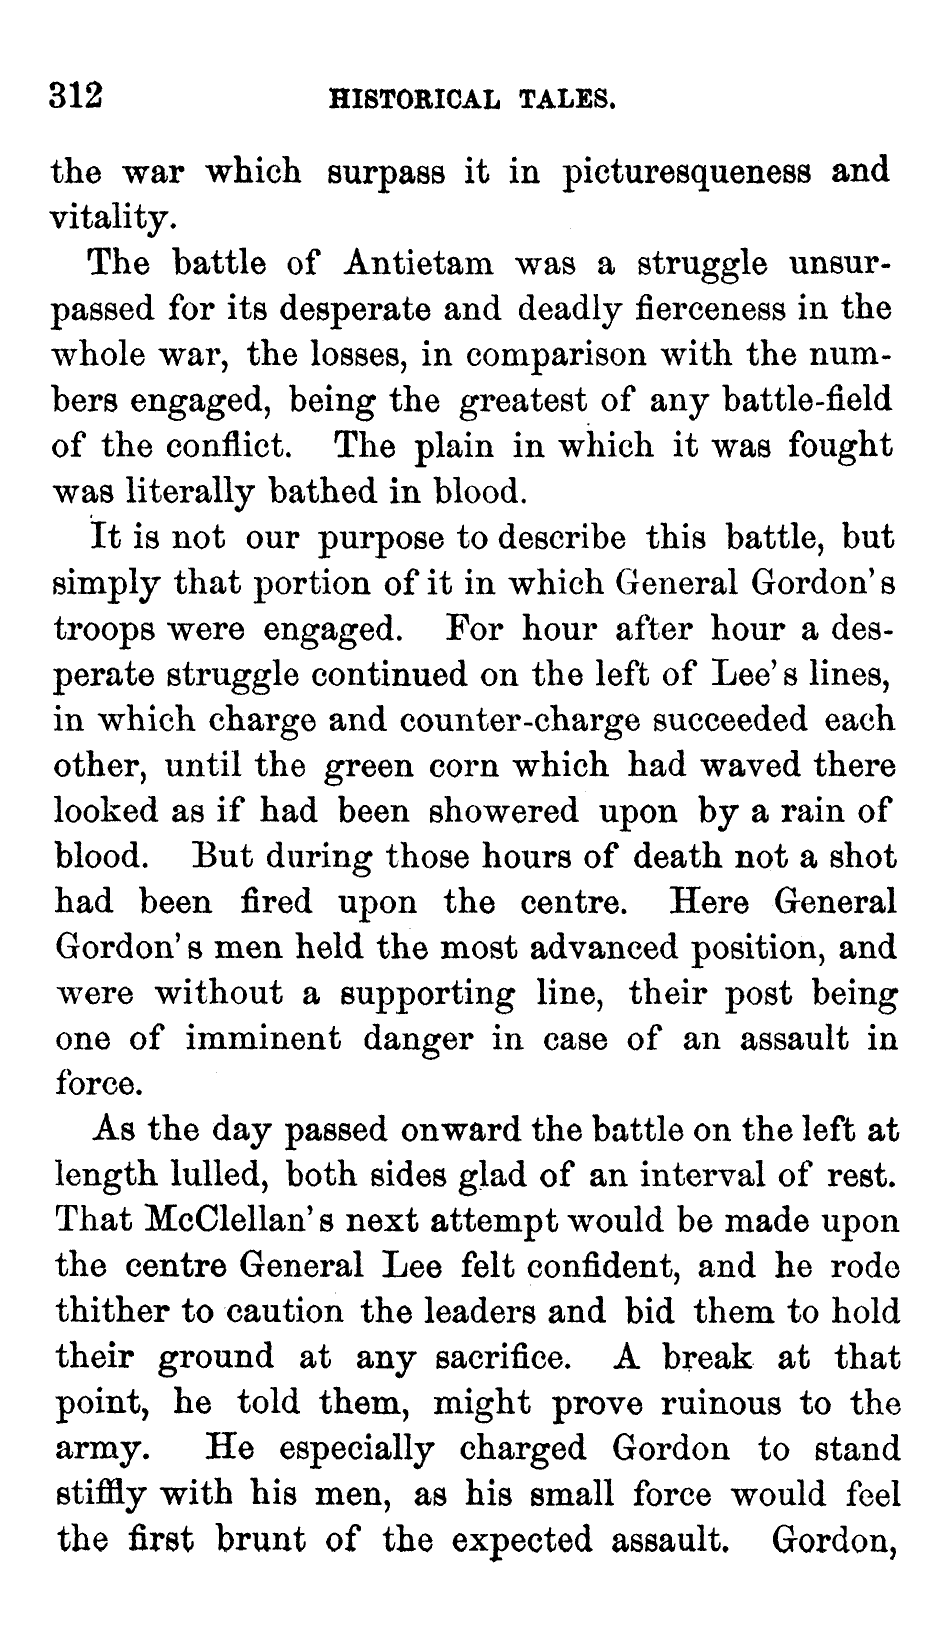 312 HISTORICAL TALES.
the war which surpass it in picturesqueness and
vitality.
The battle of Antietam was a struggle unsur-
passed for its desperate and deadly fierceness in the
whole war, the losses, in comparison with the num-
bers engaged, being the greatest of any battle-field
of the conflict. The plain in which it was fought
was literally bathed in blood.
It is not our purpose to describe this battle, but
simply that portion of it in which General Gordon's
troops were engaged. For hour after hour a des-
perate struggle continued on the left of Lee's lines,
in which charge and counter-charge succeeded each
other, until the green corn which had waved there
looked as if had been showered upon by a rain of
blood. But during those hours of death not a shot
had been fired upon the centre. Here General
Gordon's men held the most advanced position, and
were without a supporting line, their post being
one of imminent danger in case of an assault in
force.
As the day passed onward the battle on the left at
length lulled, both sides glad of an interval of rest.
That McClellan's next attempt would be made upon
the centre General Lee felt confident, and he rode
thither to caution the leaders and bid them to hold
their ground at any sacrifice. A break at that
point, he told them, might prove ruinous to the
army. He especially charged Gordon to stand
stiffly with his men, as his small force would feel
the first brunt of the expected assault. Gordon,